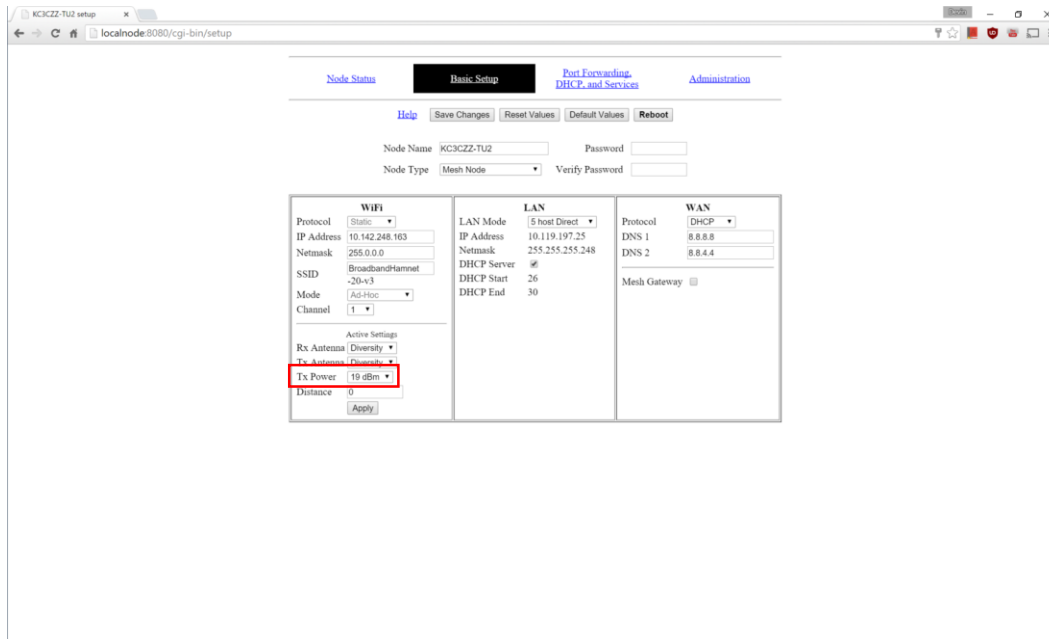 KC3CZZ-TU2 setup
localnode:8080/cgi-bin/setup
Node Status Basic Setup Port Forwarding, DHCP, and Services Administration
Help Save Changes Reset Values Default Values Reboot
Node Name KC3CZZ-TU2 Password
Node Type Mesh Node Verify Password
WiFi
Protocol Static
IP Address 10.142.248.163
Netmask 255.0.0.0
SSID BroadbandHamnet
-20-v3
Mode Ad-Hoc
Channel 1
Active Settings
Rx Antenna Diversity
Tx Antenna Diversity
Tx Power 19 dBm
Distance 0
Apply
LAN
LAN Mode 5 host Direct
IP Address 10.119.197.25
Netmask 255.255.255.248
DHCP Server
DHCP Start 26
DHCP End 30
WAN
Protocol DHCP
DNS 1 8.8.8.8
DNS 2 8.8.4.4
Mesh Gateway